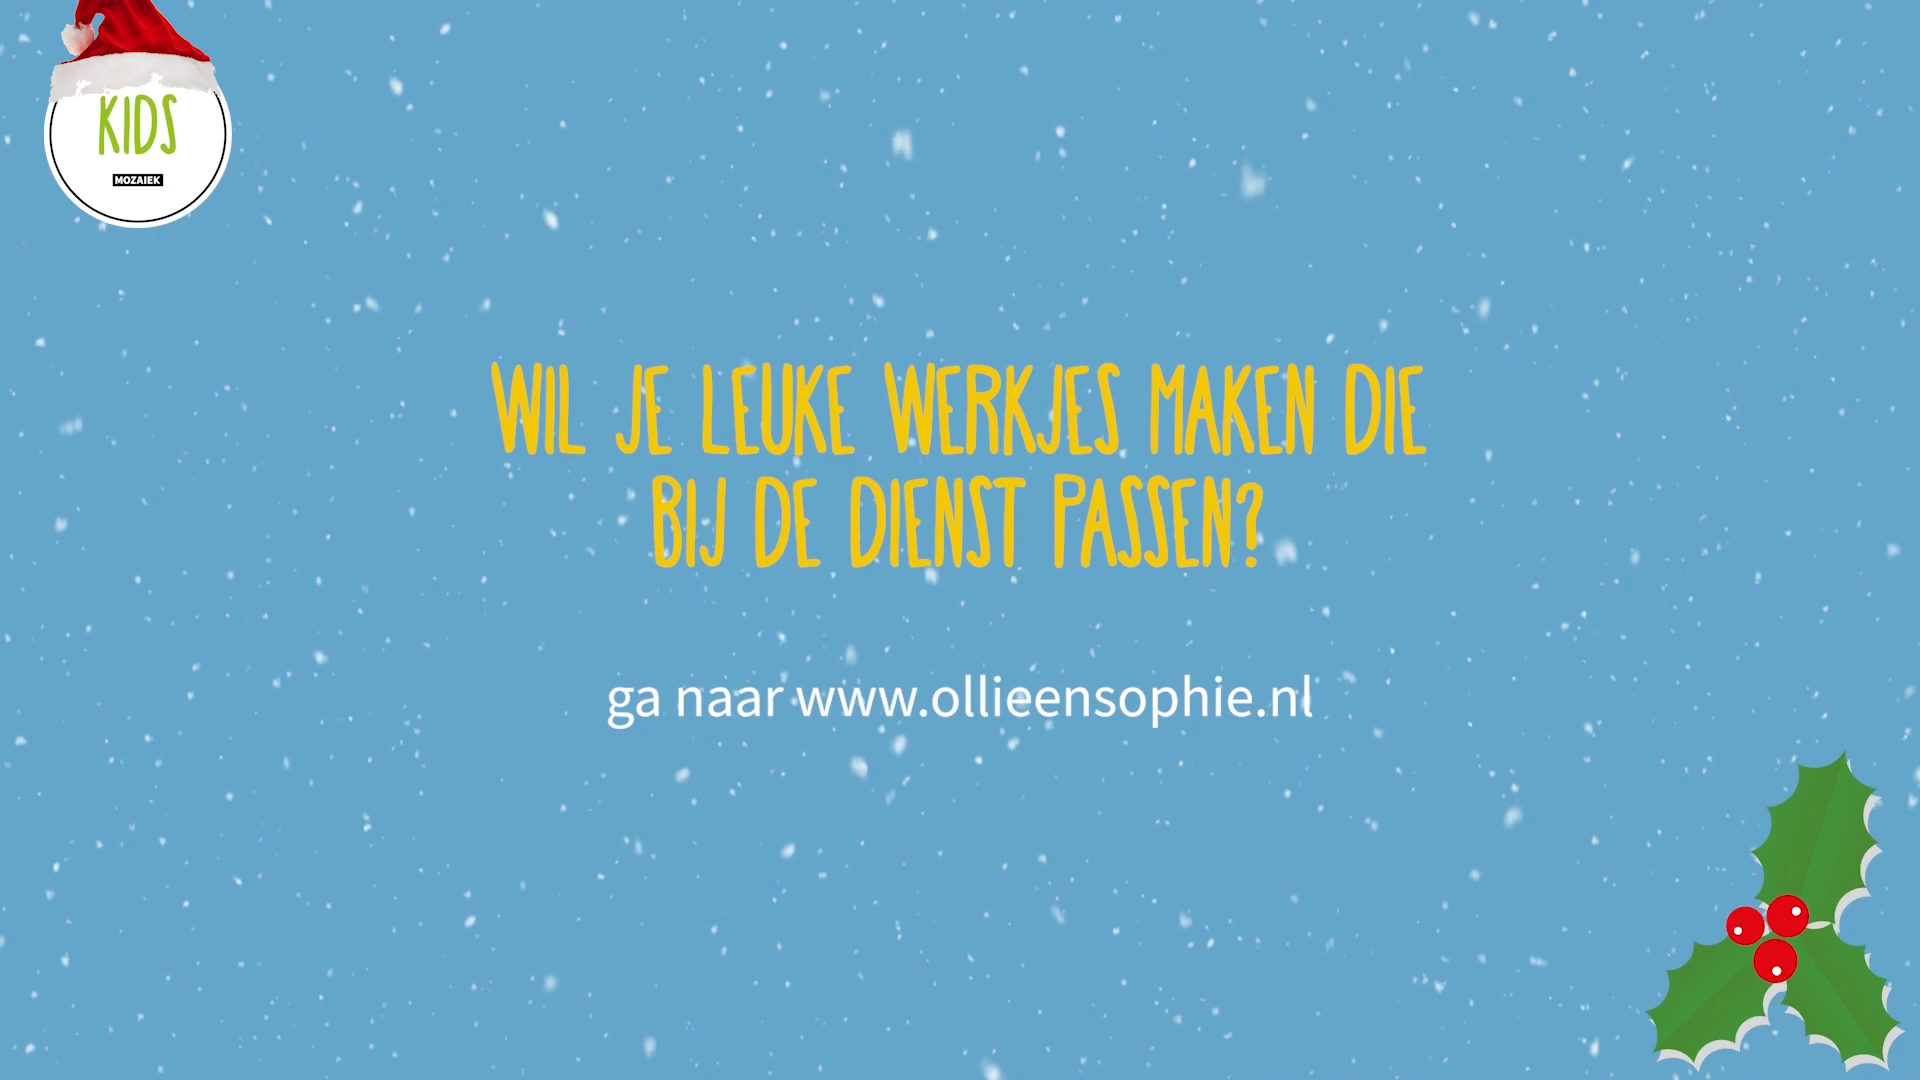 KIDS
MOZAIEK
WIL JE LEUKE WERKJES MAKEN DIE
BIJ DE DIENST PASSEN?
ga naar www.ollieensophie.nl